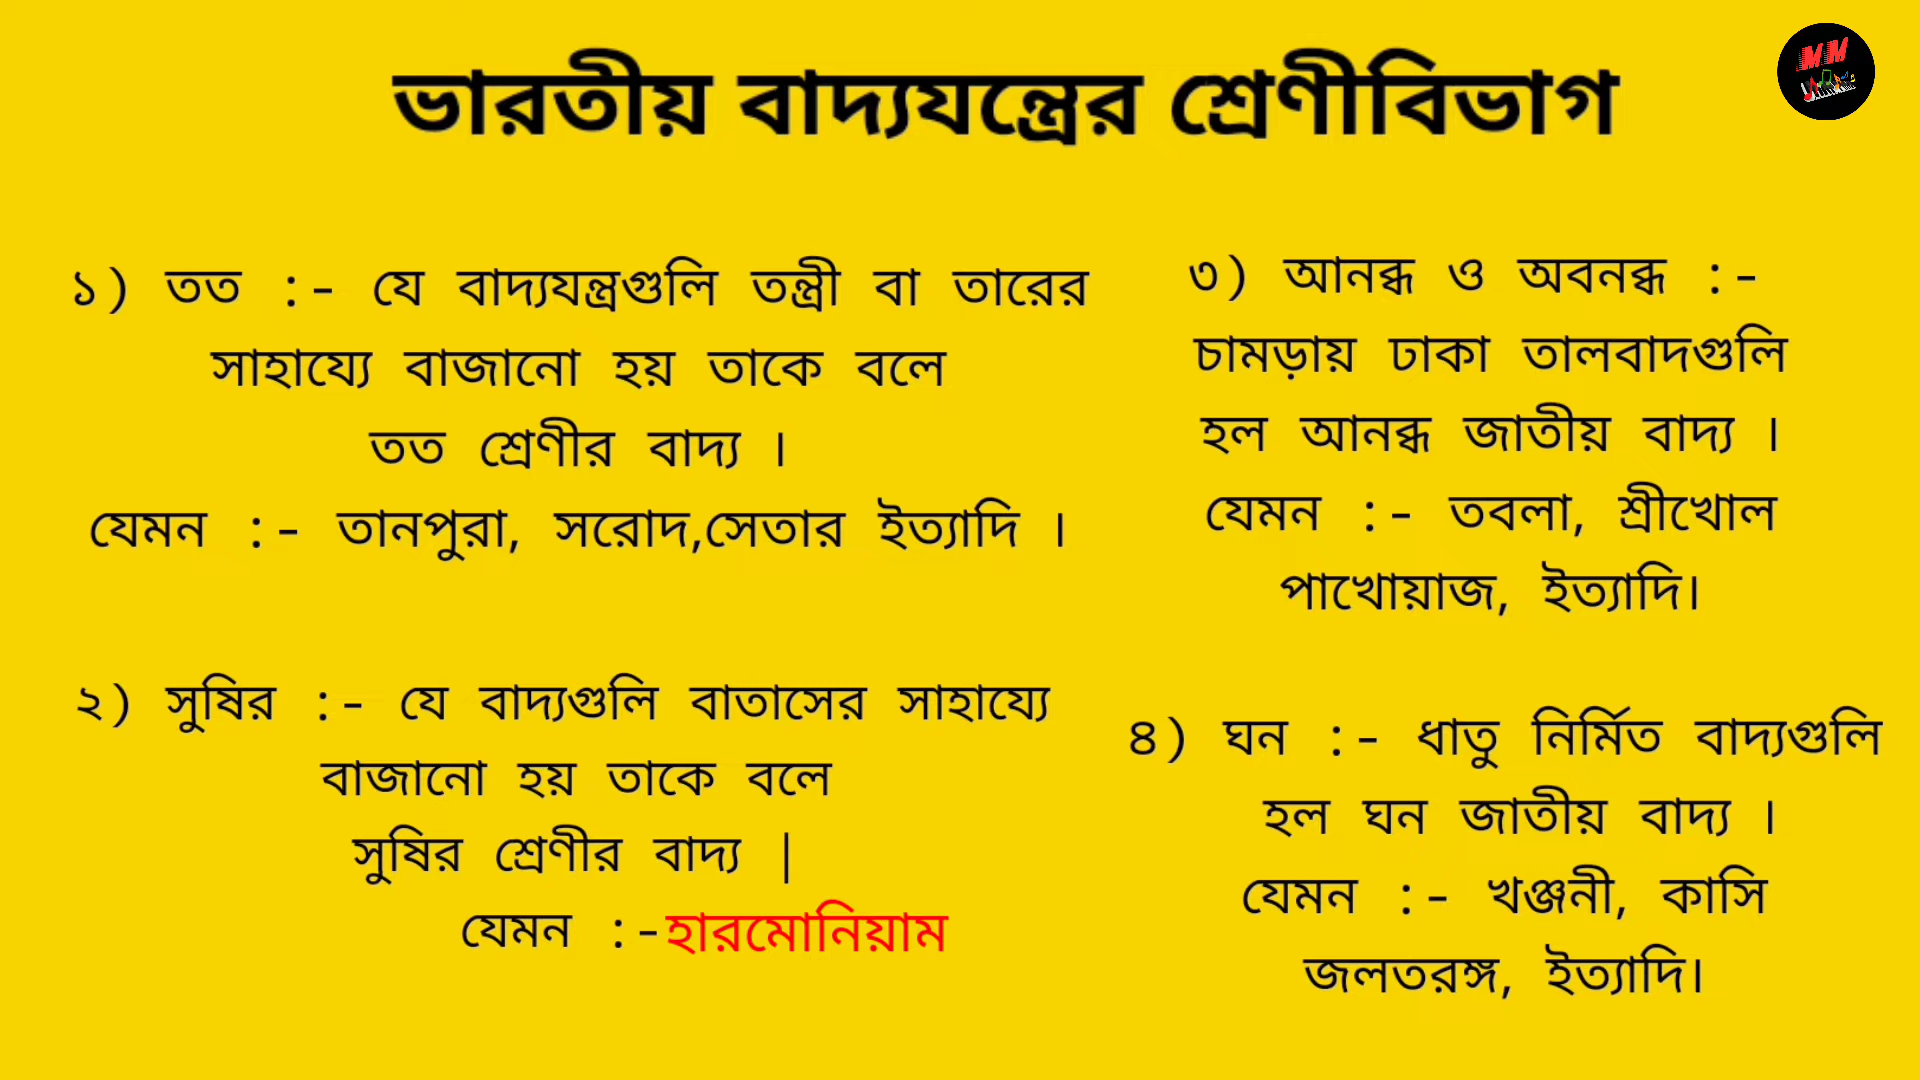 ভারতীয় বাদ্যযন্ত্রের শ্রেণীবিভাগ
MM
১) তত :- যে বাদ্যযন্ত্রগুলি তন্ত্রী বা তারের
সাহায্যে বাজানো হয় তাকে বলে
তত শ্রেণীর বাদ্য ।
যেমন :- তানপুরা, সরোদ,সেতার ইত্যাদি ।
২) সুষির :- যে বাদ্যগুলি বাতাসের সাহায্যে
বাজানো হয় তাকে বলে
সুষির শ্রেণীর বাদ্য |
যেমন :-হারমোনিয়াম
৩) আনব্ধ ও অবনব্ধ :-
চামড়ায় ঢাকা তালবাদগুলি
হল আনব্ধ জাতীয় বাদ্য ।
যেমন :- তবলা, শ্রীখোল
পাখোয়াজ, ইত্যাদি।
৪) ঘন :- ধাতু নির্মিত বাদ্যগুলি
হল ঘন জাতীয় বাদ্য ।
যেমন :- খঞ্জনী, কাসি
জলতরঙ্গ, ইত্যাদি।